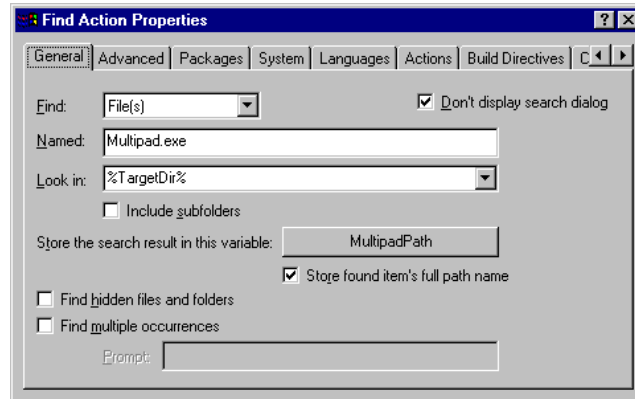 Find Action Properties
General Advanced Packages System Languages Actions Build Directives C
Find: File(s) Don't display search dialog
Named: Multipad.exe
Look in: %TargetDir%
Include subfolders
Store the search result in this variable: MultipadPath
Store found item's full path name
Find hidden files and folders
Find multiple occurrences
Prompt: